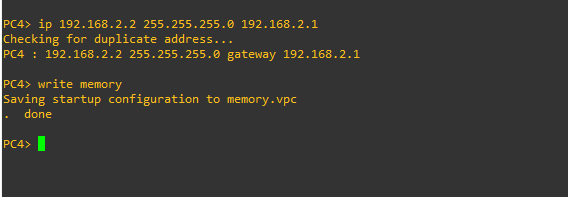 PC4> ip 192.168.2.2 255.255.255.0 192.168.2.1
Checking for duplicate address...
PC4 : 192.168.2.2 255.255.255.0 gateway 192.168.2.1
PC4> write memory
Saving startup configuration to memory.vpc
.  done
PC4>